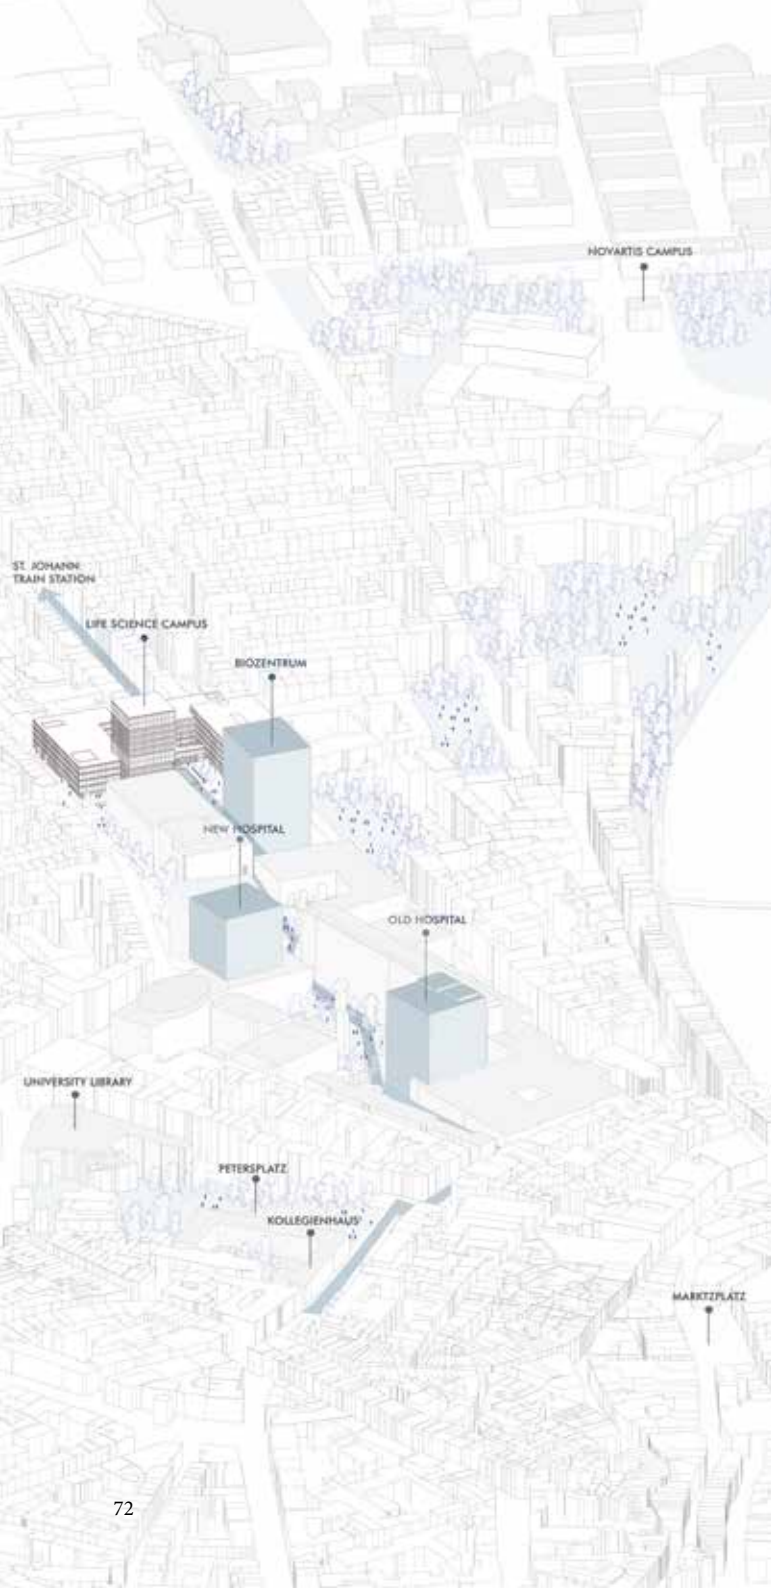 NOVARTIS CAMPUS
ST. JOHANN
TRAIN STATION
LIFE SCIENCE CAMPUS
BIOZENTRUM
NEW HOSPITAL
OLD HOSPITAL
UNIVERSITY LIBRARY
PETERSPLATZ
KOLLEGIENHAUS
MARKTZPLATZ
72